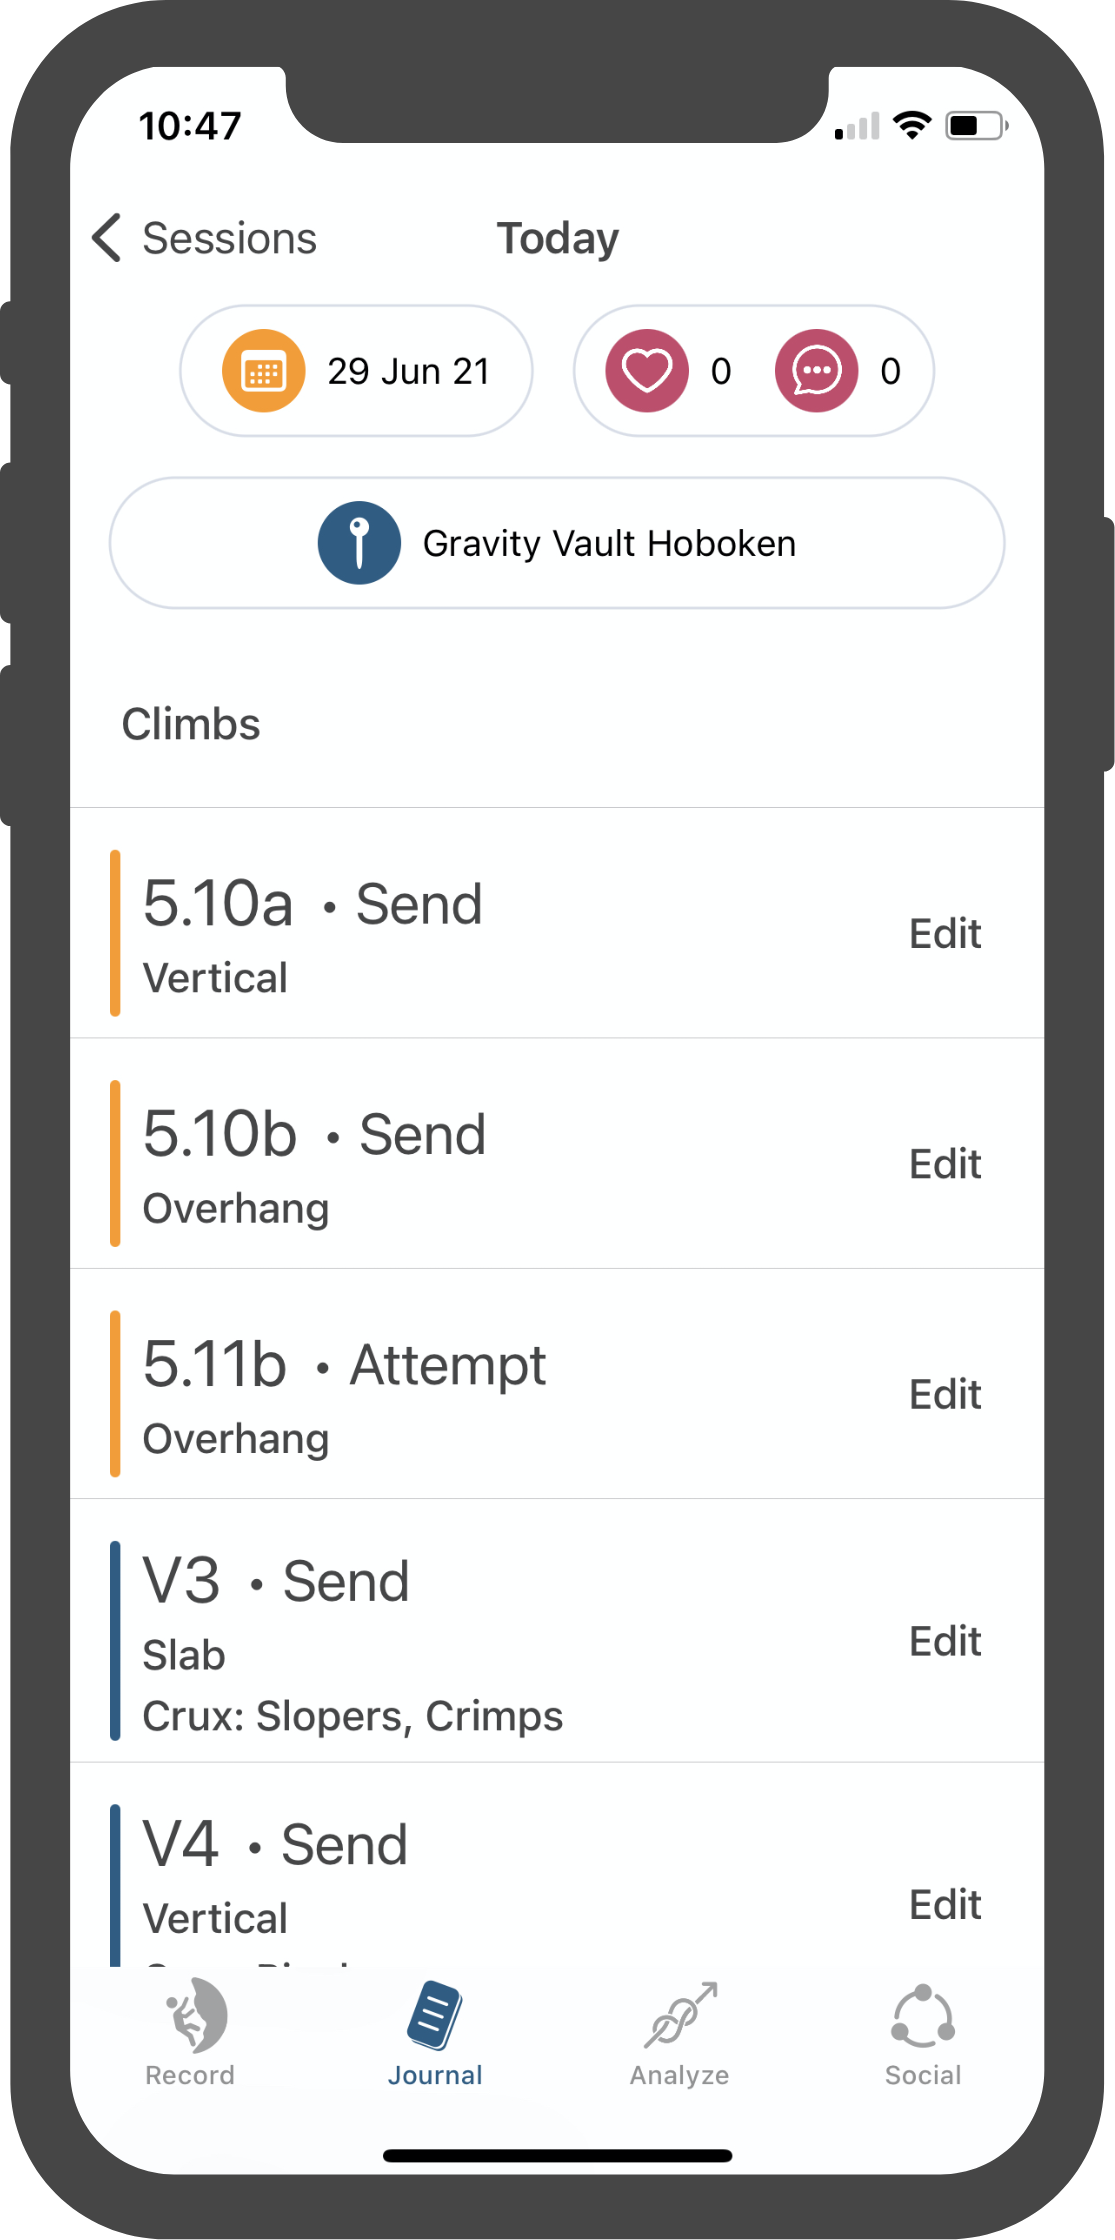 10:47
Sessions
Today
29 Jun 21
0
0
Gravity Vault Hoboken
Climbs
5.10a • Send
Vertical
Edit
5.10b • Send
Overhang
Edit
5.11b • Attempt
Overhang
Edit
V3 • Send
Slab
Crux: Slopers, Crimps
Edit
V4 • Send
Vertical
Edit
Record
Journal
Analyze
Social